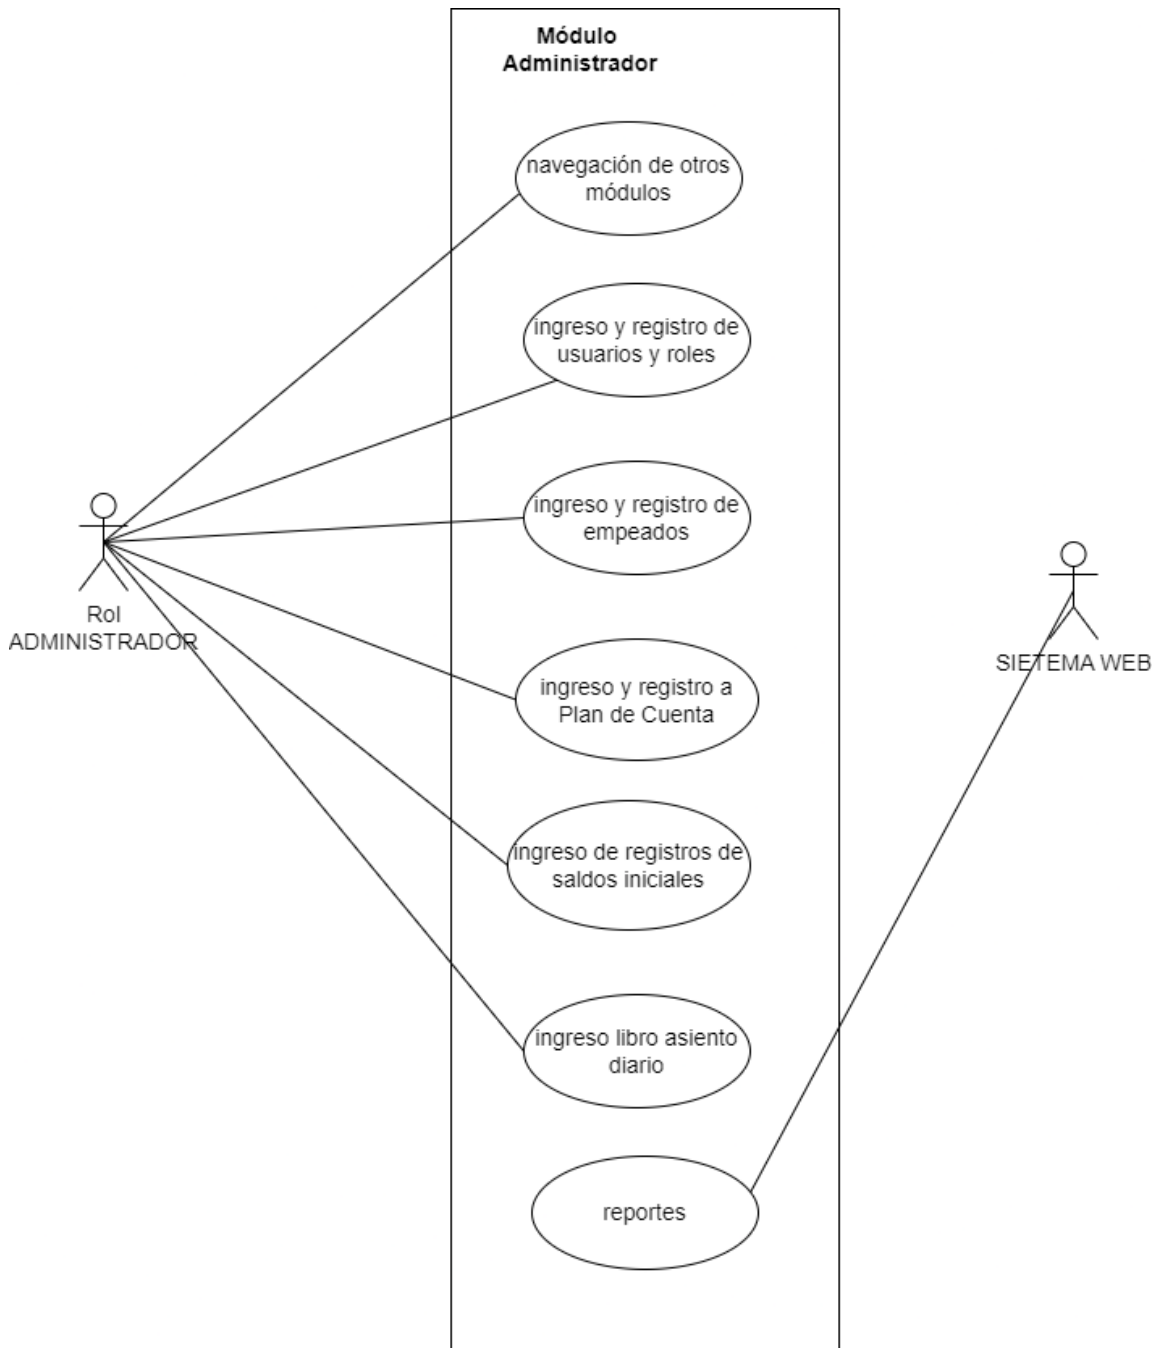 Módulo
Administrador
navegación de otros
módulos
ingreso y registro de
usuarios y roles
ingreso y registro de
empeados
Rol
ADMINISTRADOR
SIETEMA WEB
ingreso y registro a
Plan de Cuenta
ingreso de registros de
saldos iniciales
ingreso libro asiento
diario
reportes